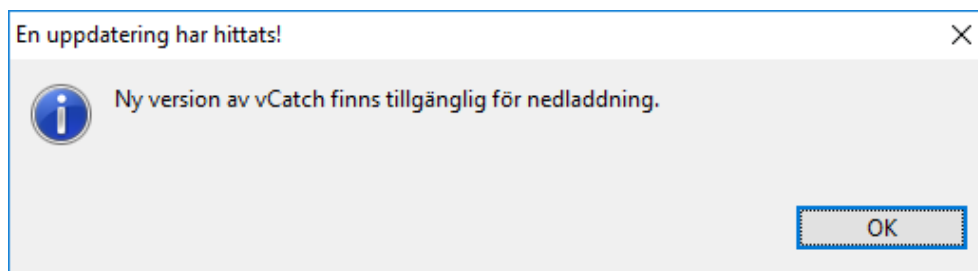 En uppdatering har hittats!
Ny version av vCatch finns tillgänglig för nedladdning.
OK